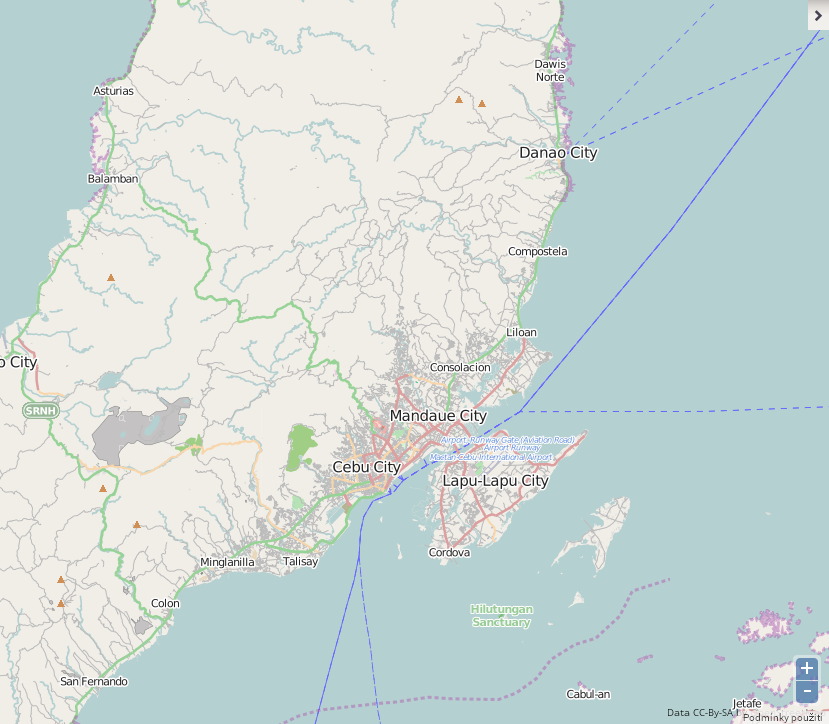 Dawis
Norte
Asturias
Danao City
Balamban
Compostela
Liloan
o City
Consolacion
SRNH
Mandaue City
Airport Runway Gate (Aviation Road)
Airport Runway
Mactan Cebu International Airport
Cebu City
Lapu-Lapu City
Cordova
Minglanilla
Talisay
Colon
Hilutungan
Sanctuary
San Fernando
Cabul-an
Jetafe
Data CC-By-SA
Podmínky použití
+
-